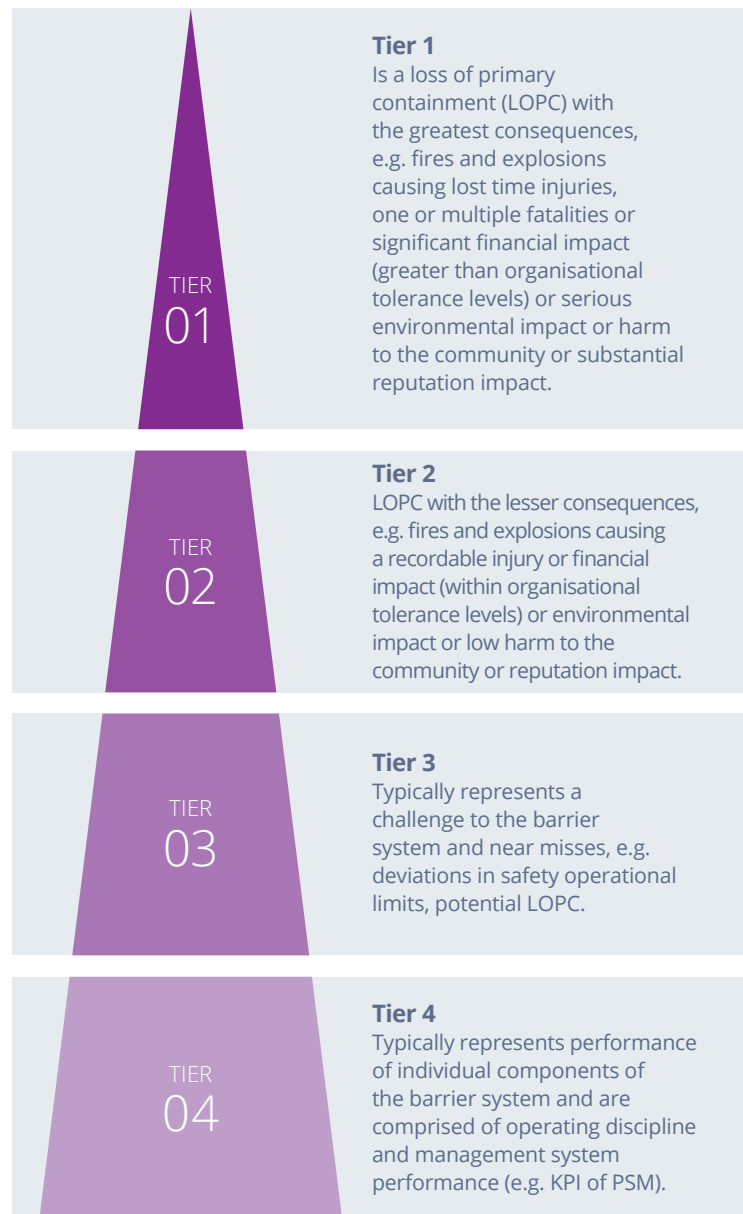 TIER
01
Tier 1
Is a loss of primary
containment (LOPC) with
the greatest consequences,
e.g. fires and explosions
causing lost time injuries,
one or multiple fatalities or
significant financial impact
(greater than organisational
tolerance levels) or serious
environmental impact or harm
to the community or substantial
reputation impact.
TIER
02
Tier 2
LOPC with the lesser consequences,
e.g. fires and explosions causing
a recordable injury or financial
impact (within organisational
tolerance levels) or environmental
impact or low harm to the
community or reputation impact.
TIER
03
Tier 3
Typically represents a
challenge to the barrier
system and near misses, e.g.
deviations in safety operational
limits, potential LOPC.
TIER
04
Tier 4
Typically represents performance
of individual components of
the barrier system and are
comprised of operating discipline
and management system
performance (e.g. KPI of PSM).